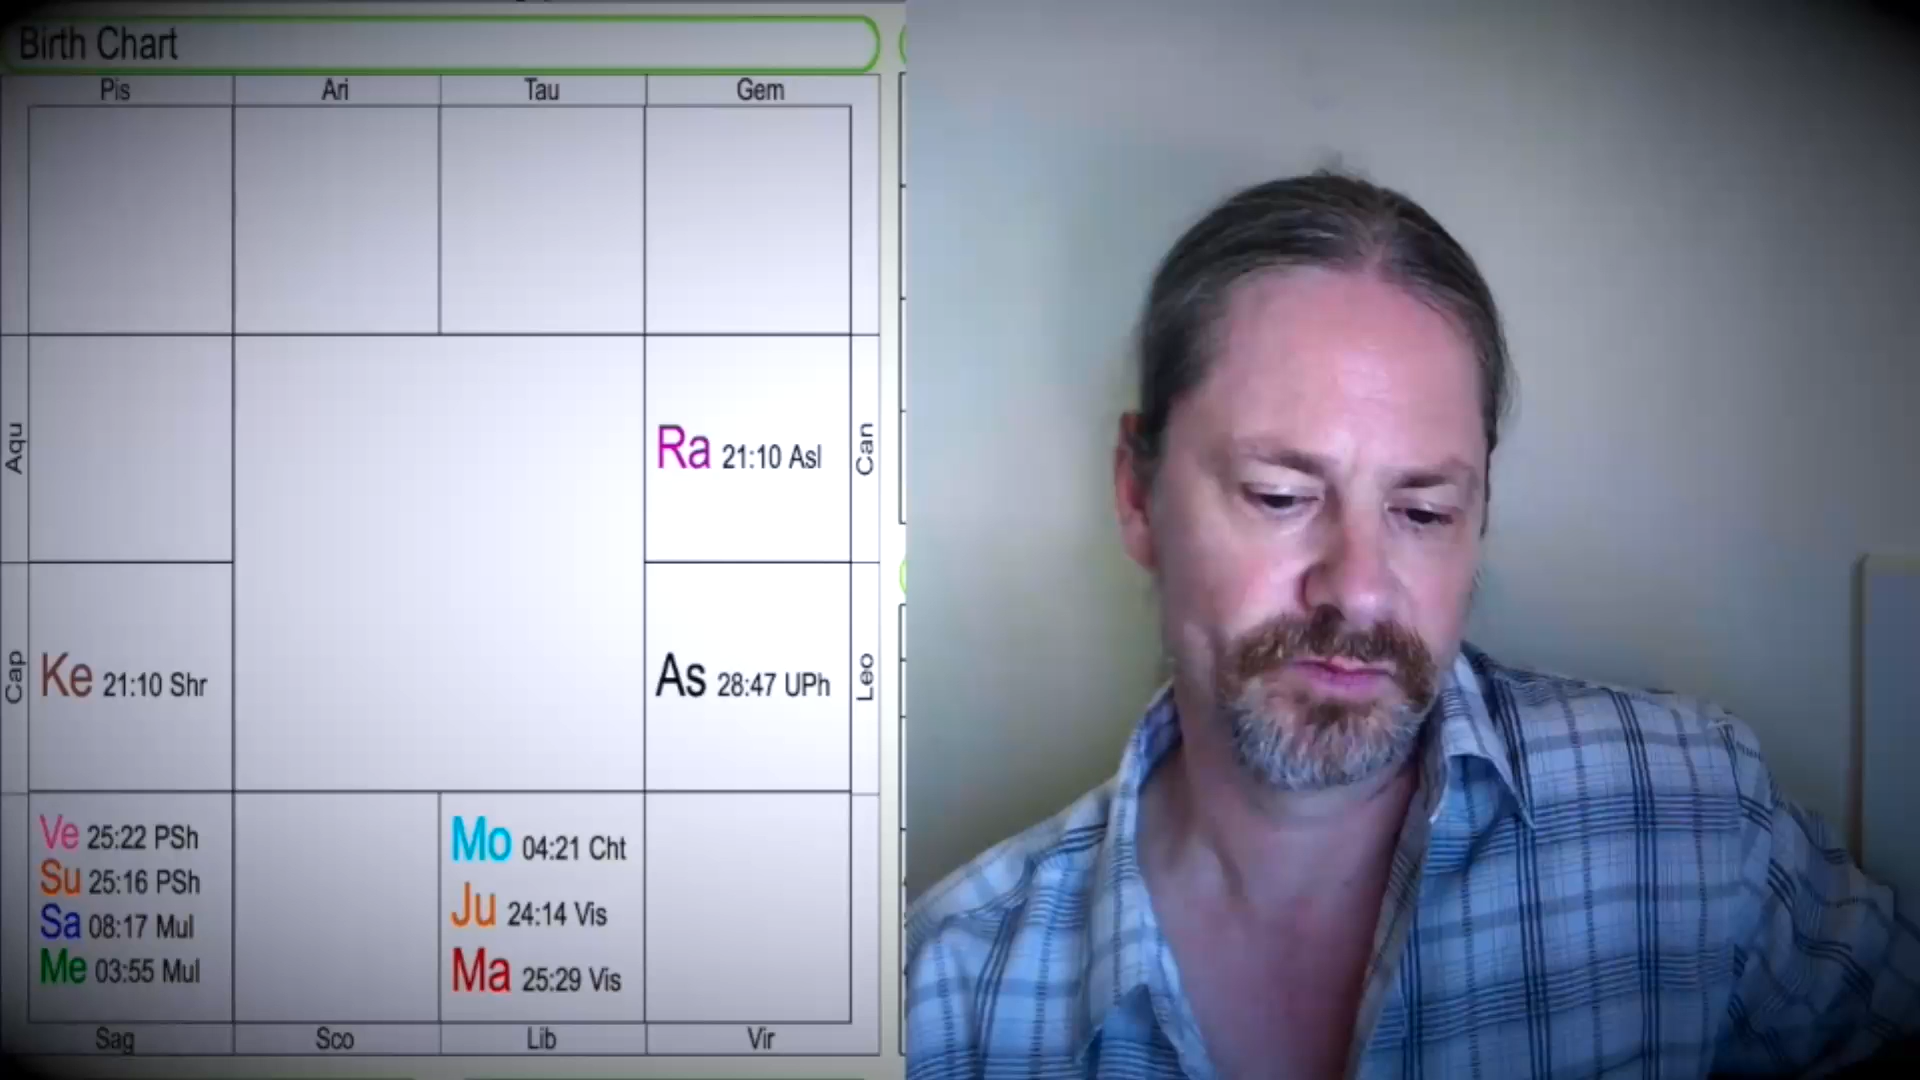 Birth Chart
Pis
Ari
Tau
Gem
Aqu
Ra 21:10 Asl
Can
Cap
Ke 21:10 Shr
As 28:47 UPh
Leo
Ve 25:22 PSh
Su 25:16 PSh
Sa 08:17 Mul
Me 03:55 Mul
Mo 04:21 Cht
Ju 24:14 Vis
Ma 25:29 Vis
Sag
Sco
Lib
Vir